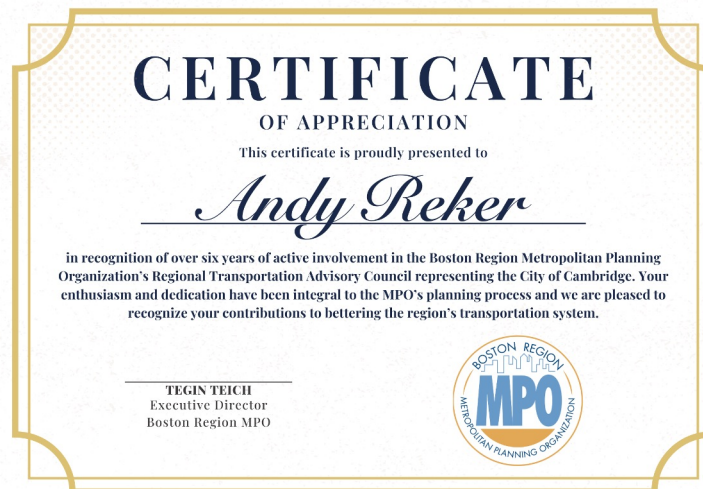 CERTIFICATE
OF APPRECIATION
This certificate is proudly presented to
Andy Reker
in recognition of over six years of active involvement in the Boston Region Metropolitan Planning
Organization's Regional Transportation Advisory Council representing the City of Cambridge. Your
enthusiasm and dedication have been integral to the MPO's planning process and we are pleased to
recognize your contributions to bettering the region's transportation system.
TEGIN TEICH
Executive Director
Boston Region MPO
BOSTON REGION
MPO
METROPOLITAN PLANNING ORGANIZATION